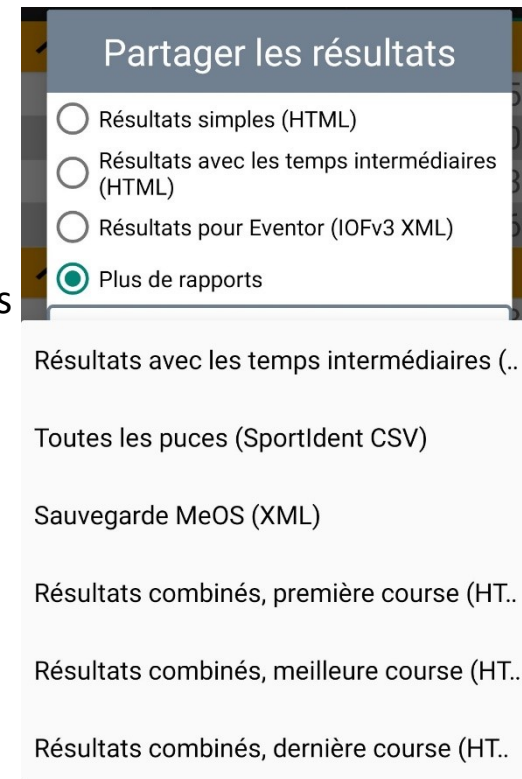 Partager les résultats
Résultats simples (HTML)
Résultats avec les temps intermédiaires
(HTML)
Résultats pour Eventor (IOFv3 XML)
Plus de rapports
s
Résultats avec les temps intermédiaires (..
Toutes les puces (SportIdent CSV)
Sauvegarde MeOS (XML)
Résultats combinés, première course (HT..
Résultats combinés, meilleure course (HT..
Résultats combinés, dernière course (HT..